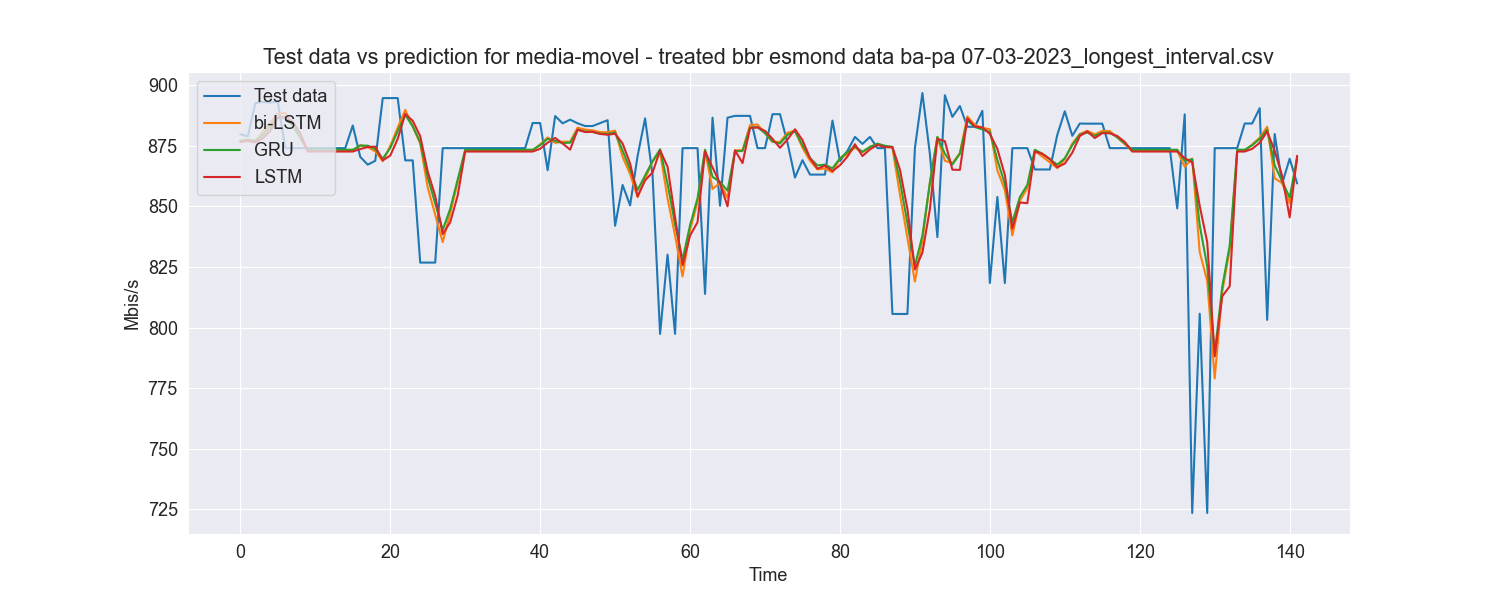 Test data vs prediction for media-movel - treated bbr esmond data ba-pa 07-03-2023_longest_interval.csv
Test data
bi-LSTM
GRU
LSTM
900
875
850
825
800
775
750
725
Mbis/s
0 20 40 60 80 100 120 140
Time